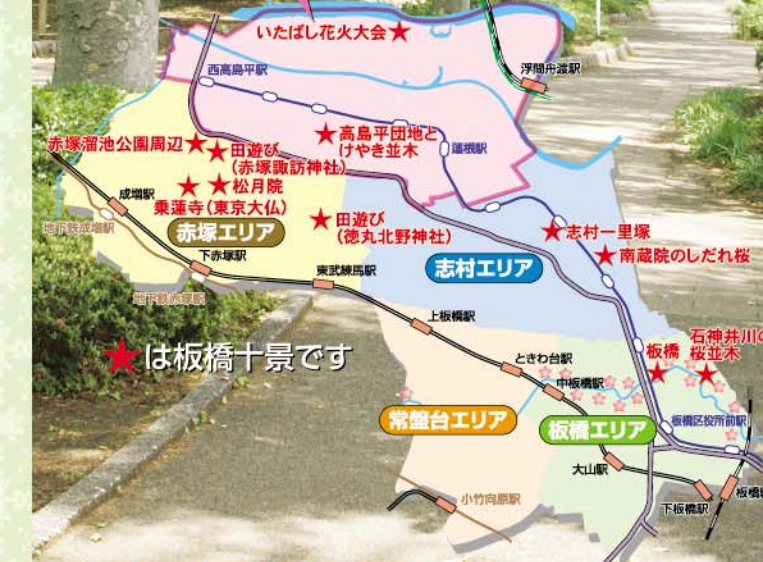 いたばし花火大会
浮間舟渡駅
西高島平駅
高島平団地と
けやき並木
蓮根駅
赤塚溜池公園周辺
田遊び
(赤塚諏訪神社)
松月院
乗蓮寺(東京大仏)
成増駅
地下鉄成増駅
赤塚エリア
田遊び
(徳丸北野神社)
志村一里塚
南蔵院のしだれ桜
下赤塚駅
地下鉄赤塚駅
東武練馬駅
志村エリア
上板橋駅
石神井川の
桜並木
板橋
ときわ台駅
中板橋駅
★は板橋十景です
常盤台エリア
板橋エリア
板橋区役所前駅
大山駅
小竹向原駅
下板橋駅
板橋駅